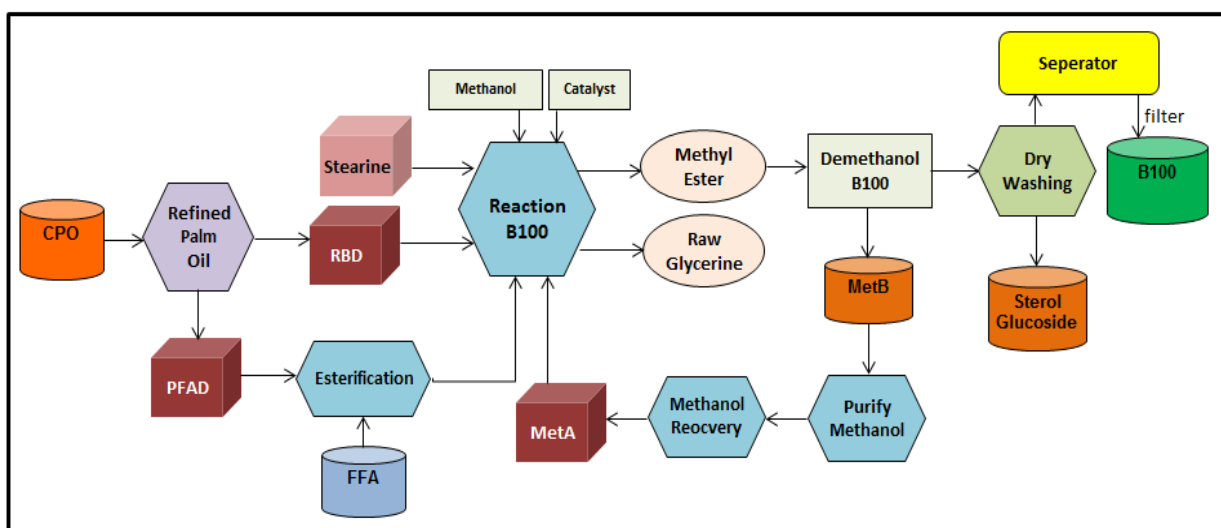 Seperator
Methanol
Catalyst
filter
Stearine
Methyl
Ester
Demethanol
B100
Dry
Washing
B100
CPO
Refined
Palm
Oil
RBD
Reaction
B100
Raw
Glycerine
MetB
Sterol
Glucoside
PFAD
Esterification
MetA
Methanol
Reocvery
Purify
Methanol
FFA